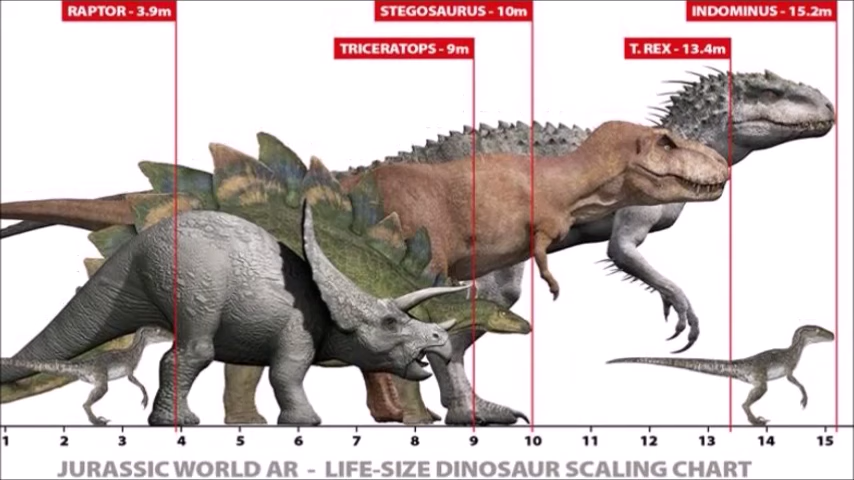 RAPTOR - 3.9m
STEGOSAURUS - 10m
INDOMINUS - 15.2m
TRICERATOPS - 9m
T. REX - 13.4m
1 2 3 4 5 6 7 8 9 10 11 12 13 14 15
JURASSIC WORLD AR - LIFE-SIZE DINOSAUR SCALING CHART